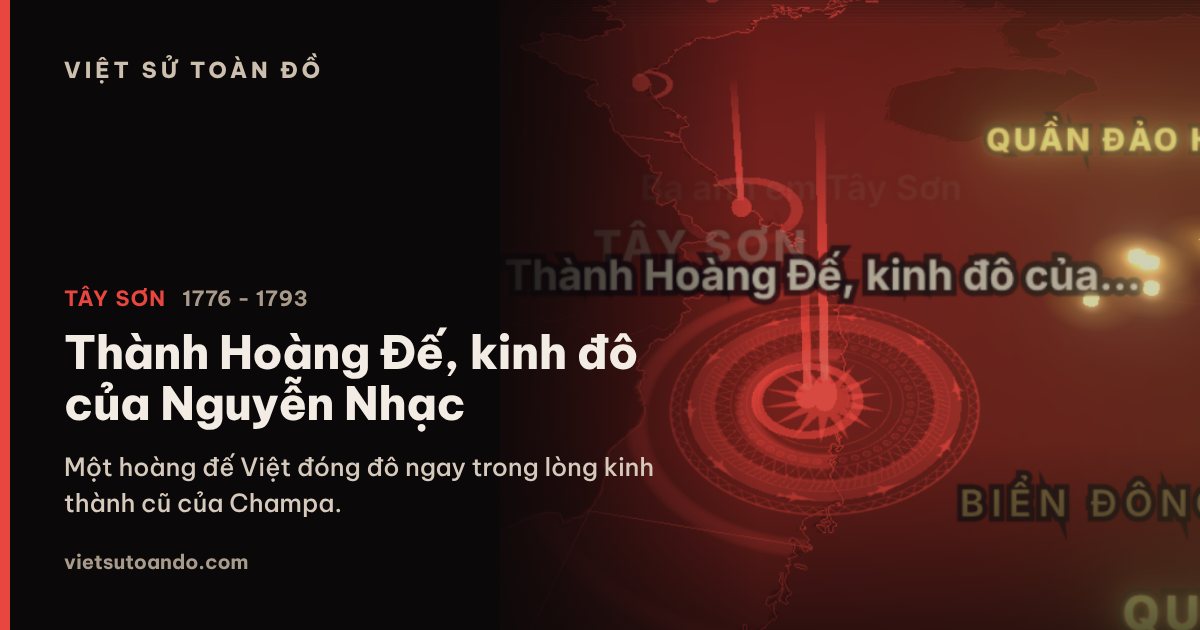 VIỆT SỬ TOÀN ĐỒ
TÂY SƠN 1776 – 1793
Thành Hoàng Đế, kinh đô
của Nguyễn Nhạc
Một hoàng đế Việt đóng đô ngay trong lòng kinh
thành cũ của Champa.
vietsutoando.com
QUẦN ĐẢO H
Ba anh em Tây Sơn
TÂY SƠN
Thành Hoàng Đế, kinh đô của...
BIỂN ĐÔNG
QU